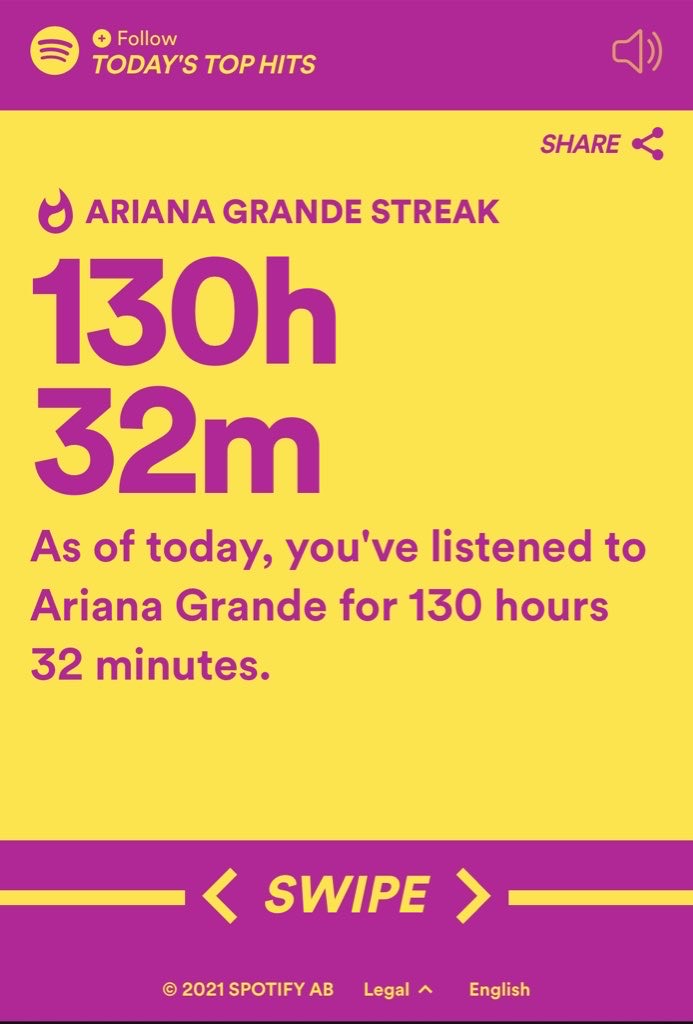 Follow
TODAY'S TOP HITS
SHARE
ARIANA GRANDE STREAK
130h
32m
As of today, you've listened to
Ariana Grande for 130 hours
32 minutes.
SWIPE
© 2021 SPOTIFY AB Legal English